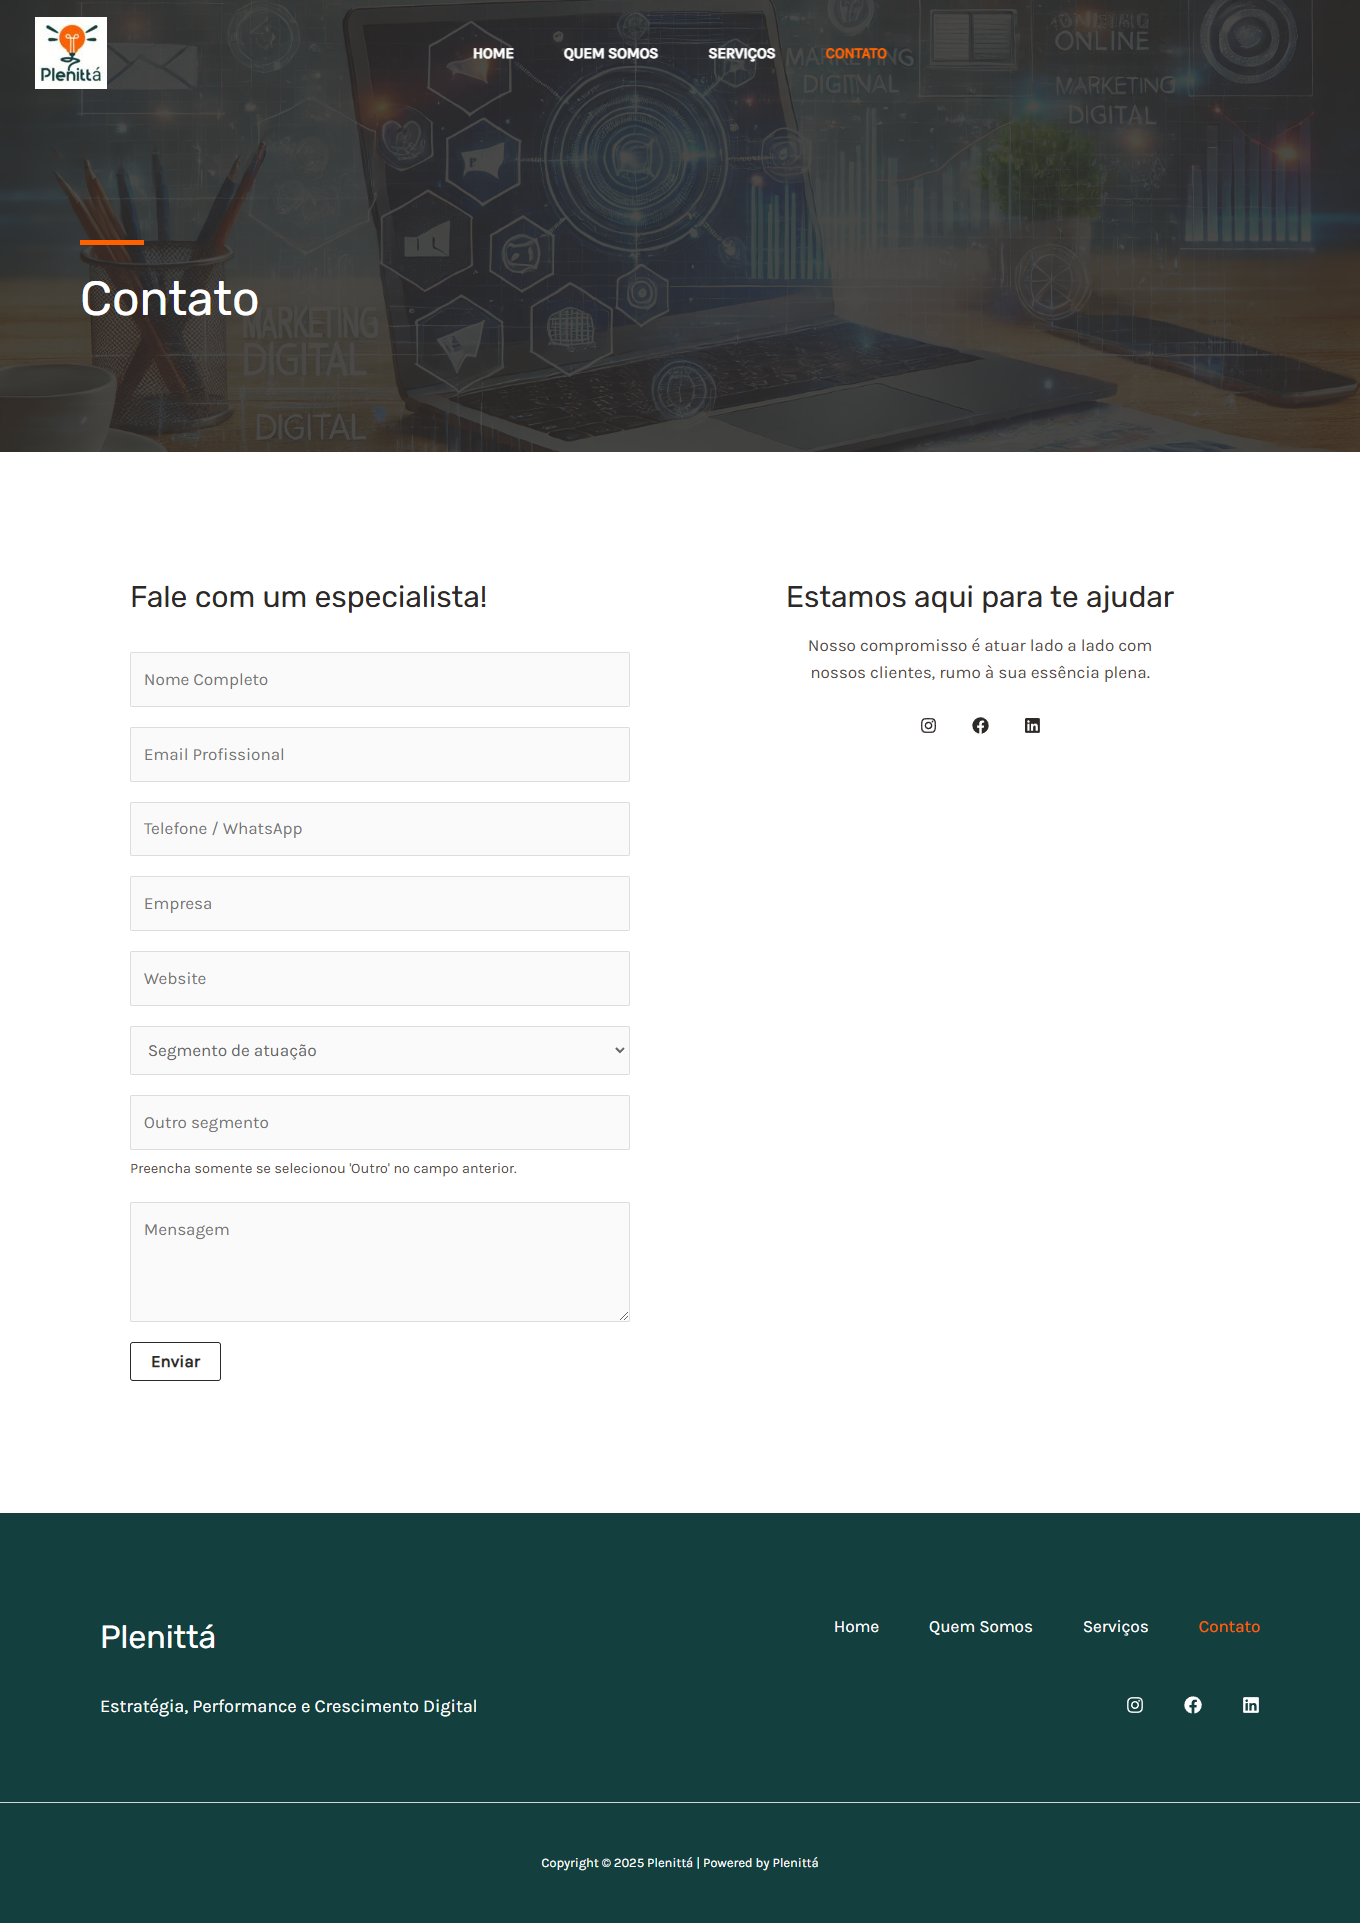 Plenittá
HOME
QUEM SOMOS
SERVIÇOS
CONTATO
ONLINE
MARKETING
DIGITNAL
MARKETING
DIGITAL
Contato
MARKETING
DIGITAL
DIGITAL
Fale com um especialista!
Nome Completo
Email Profissional
Telefone / WhatsApp
Empresa
Website
Segmento de atuação
Outro segmento
Preencha somente se selecionou 'Outro' no campo anterior.
Mensagem
Enviar
Estamos aqui para te ajudar
Nosso compromisso é atuar lado a lado com
nossos clientes, rumo à sua essência plena.
Plenittá
Estratégia, Performance e Crescimento Digital
Home
Quem Somos
Serviços
Contato
Copyright © 2025 Plenittá | Powered by Plenittá